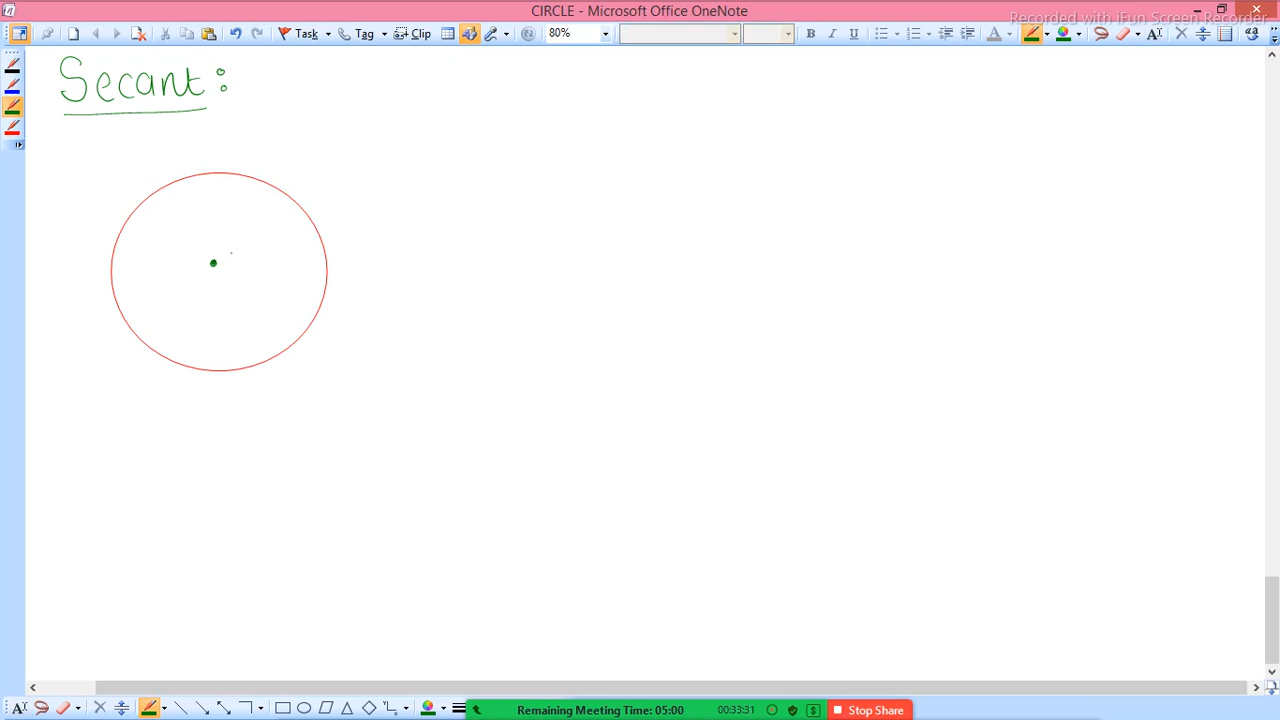 CIRCLE - Microsoft Office OneNote
Recorded with iFun Screen Recorder
Task Tag Clip 80% B I U A
Secant:
Remaining Meeting Time: 05:00 00:33:31 Stop Share